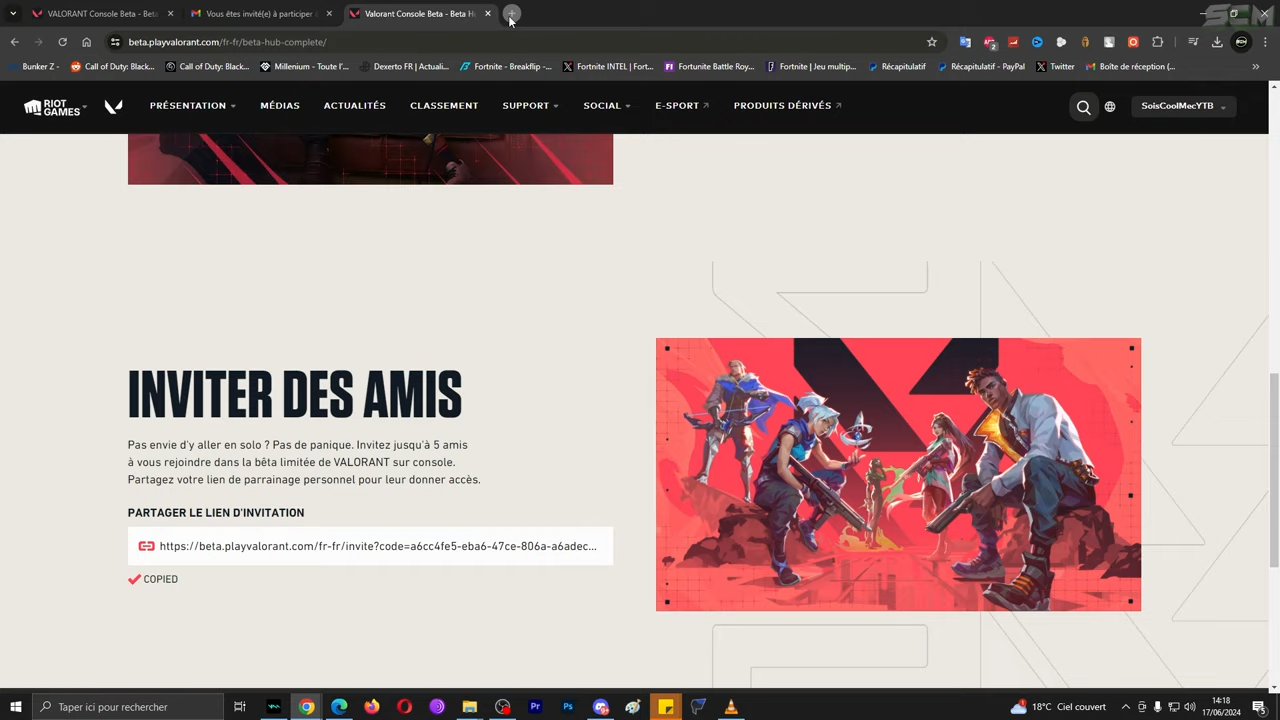 VALORANT Console Beta - Beta
Vous êtes invité(e) à participer
Valorant Console Beta - Beta H
SCM
beta.playvalorant.com/fr-fr/beta-hub-complete/
Bunker Z -
Call of Duty: Black...
Call of Duty: Black...
Millenium - Toute l'...
Dexerto FR | Actuali...
Fortnite - Breakflip -...
Fortnite INTEL | Fort...
Fortunite Battle Roy...
Fortnite | Jeu multip...
Récapitulatif
Récapitulatif - PayPal
Twitter
Boîte de réception (...
»
RIOT GAMES
PRÉSENTATION
MÉDIAS
ACTUALITÉS
CLASSEMENT
SUPPORT
SOCIAL
E-SPORT
PRODUITS DÉRIVÉS
SoisCoolMecYTB
INVITER DES AMIS
Pas envie d'y aller en solo ? Pas de panique. Invitez jusqu'à 5 amis
à vous rejoindre dans la bêta limitée de VALORANT sur console.
Partagez votre lien de parrainage personnel pour leur donner accès.
PARTAGER LE LIEN D'INVITATION
https://beta.playvalorant.com/fr-fr/invite?code=a6cc4fe5-eba6-47ce-806a-a6adec...
COPIED
Taper ici pour rechercher
18°C Ciel couvert
14:18
17/06/2024